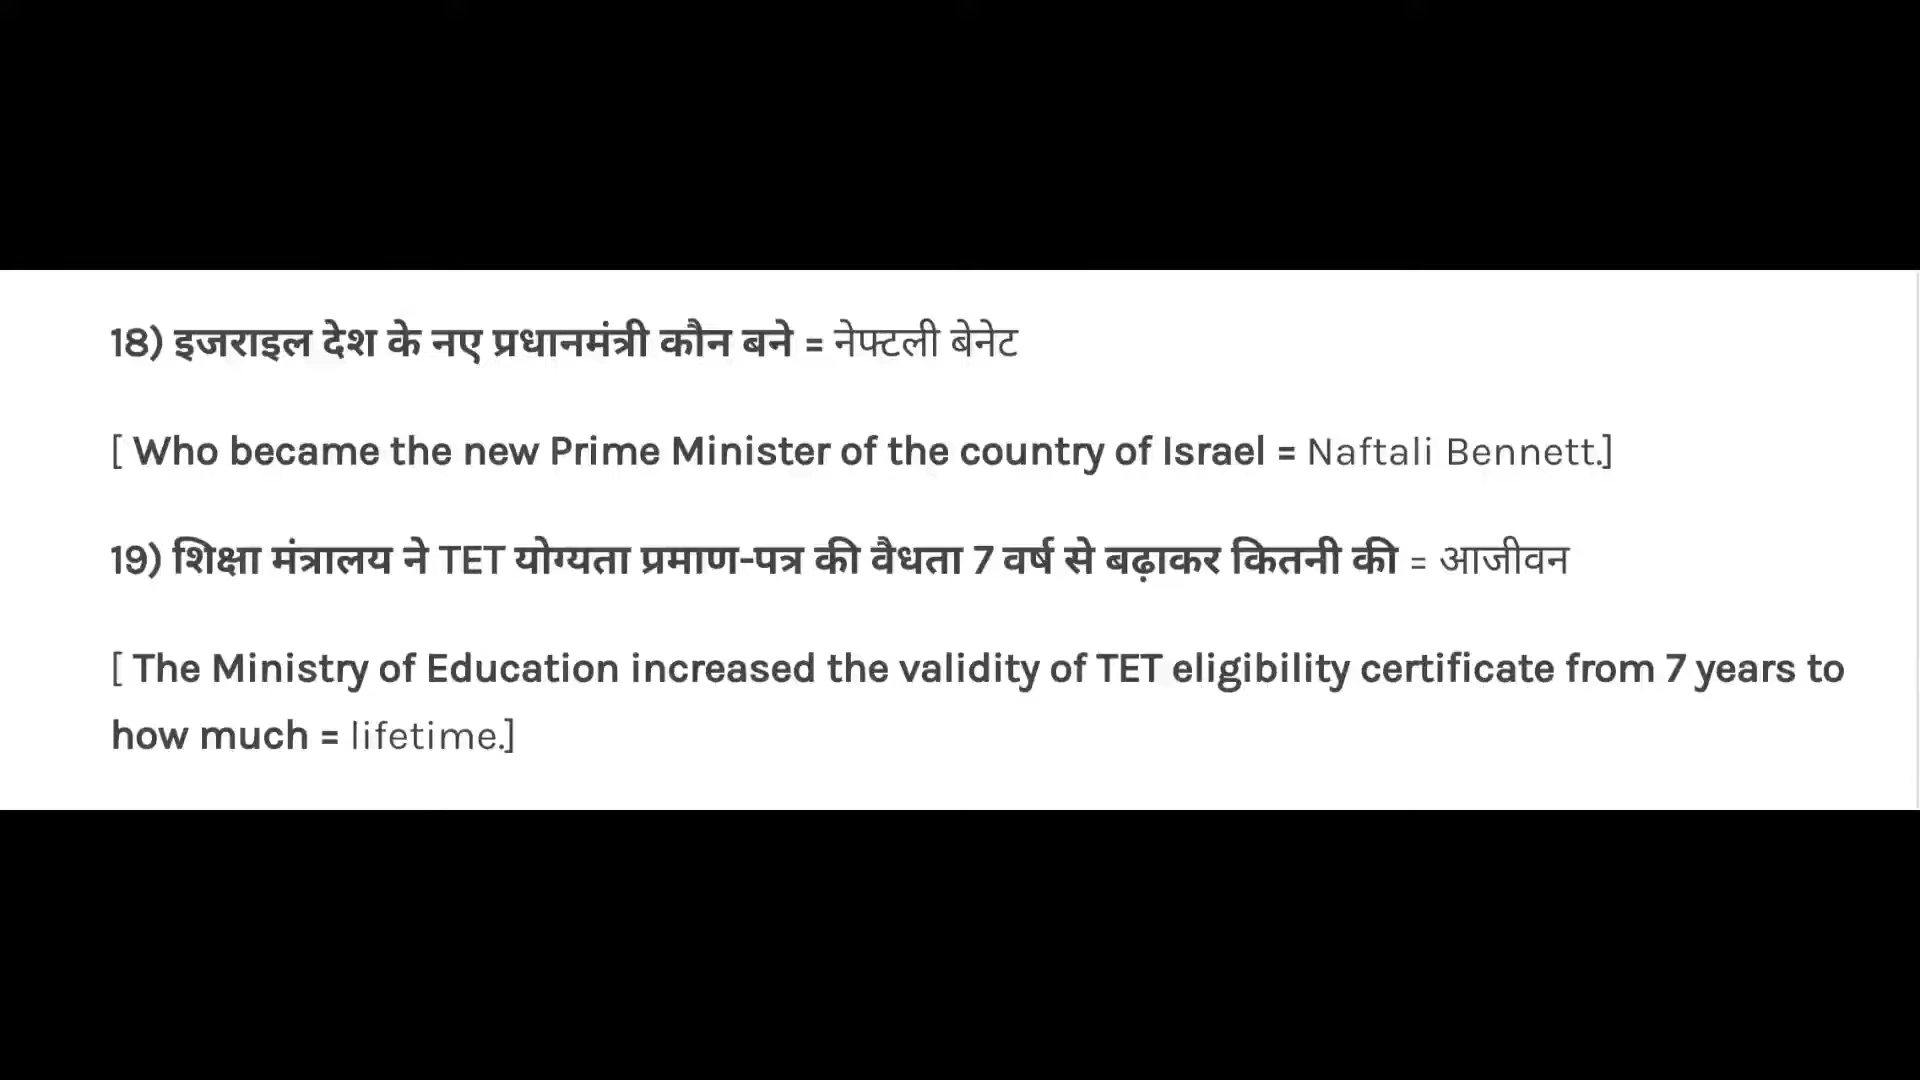 18) इजराइल देश के नए प्रधानमंत्री कौन बने = नेफ्टली बेनेट
[ Who became the new Prime Minister of the country of Israel = Naftali Bennett.]
19) शिक्षा मंत्रालय ने TET योग्यता प्रमाण-पत्र की वैधता 7 वर्ष से बढ़ाकर कितनी की = आजीवन
[ The Ministry of Education increased the validity of TET eligibility certificate from 7 years to
how much = lifetime.]